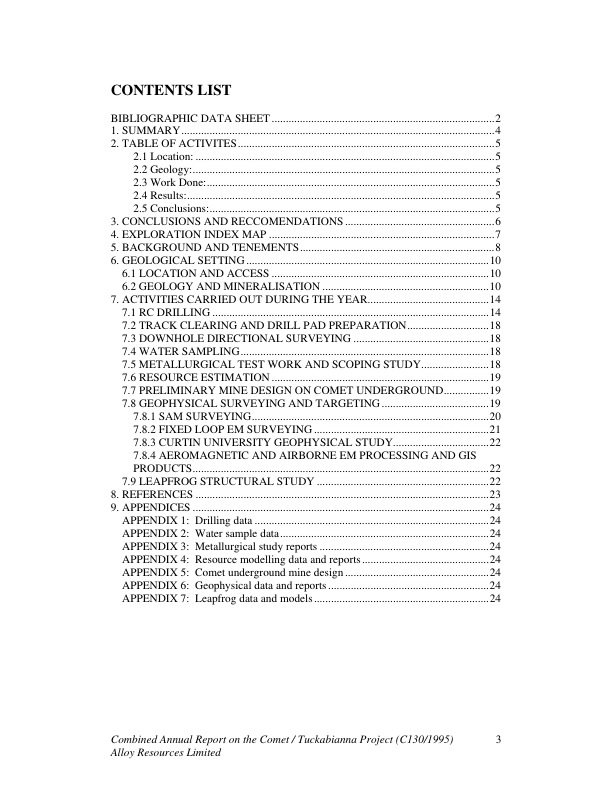 CONTENTS LIST
BIBLIOGRAPHIC DATA SHEET ................................................................................2
1. SUMMARY................................................................................................................4
2. TABLE OF ACTIVITES............................................................................................5
2.1 Location: ...........................................................................................................5
2.2 Geology:............................................................................................................5
2.3 Work Done:.......................................................................................................5
2.4 Results:..............................................................................................................5
2.5 Conclusions:......................................................................................................5
3. CONCLUSIONS AND RECCOMENDATIONS ......................................................6
4. EXPLORATION INDEX MAP .................................................................................7
5. BACKGROUND AND TENEMENTS......................................................................8
6. GEOLOGICAL SETTING.......................................................................................10
6.1 LOCATION AND ACCESS ..............................................................................10
6.2 GEOLOGY AND MINERALISATION ............................................................10
7. ACTIVITIES CARRIED OUT DURING THE YEAR...........................................14
7.1 RC DRILLING ...................................................................................................14
7.2 TRACK CLEARING AND DRILL PAD PREPARATION.............................18
7.3 DOWNHOLE DIRECTIONAL SURVEYING .................................................18
7.4 WATER SAMPLING.........................................................................................18
7.5 METALLURGICAL TEST WORK AND SCOPING STUDY........................18
7.6 RESOURCE ESTIMATION ..............................................................................19
7.7 PRELIMINARY MINE DESIGN ON COMET UNDERGROUND................19
7.8 GEOPHYSICAL SURVEYING AND TARGETING .......................................19
7.8.1 SAM SURVEYING.....................................................................................20
7.8.2 FIXED LOOP EM SURVEYING ...............................................................21
7.8.3 CURTIN UNIVERSITY GEOPHYSICAL STUDY..................................22
7.8.4 AEROMAGNETIC AND AIRBORNE EM PROCESSING AND GIS
PRODUCTS..........................................................................................................22
7.9 LEAPFROG STRUCTURAL STUDY ..............................................................22
8. REFERENCES .........................................................................................................23
9. APPENDICES ..........................................................................................................24
APPENDIX 1: Drilling data ....................................................................................24
APPENDIX 2: Water sample data...........................................................................24
APPENDIX 3: Metallurgical study reports .............................................................24
APPENDIX 4: Resource modelling data and reports ..............................................24
APPENDIX 5: Comet underground mine design ....................................................24
APPENDIX 6: Geophysical data and reports ..........................................................24
APPENDIX 7: Leapfrog data and models ...............................................................24
Combined Annual Report on the Comet / Tuckabianna Project (C130/1995) 3
Alloy Resources Limited